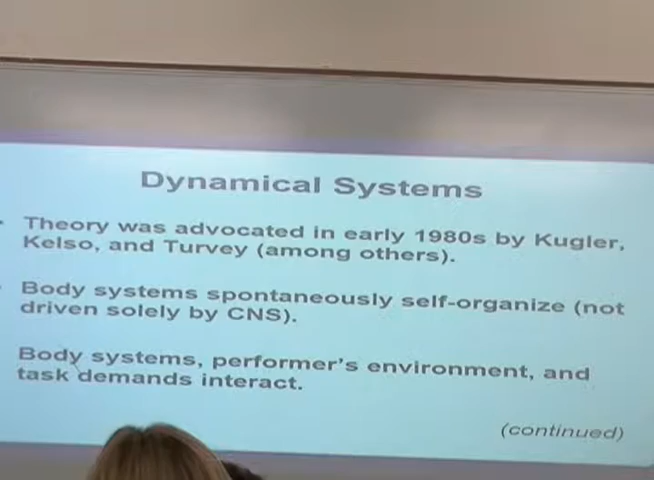 Dynamical Systems
Theory was advocated in early 1980s by Kugler,
Kelso, and Turvey (among others).
Body systems spontaneously self-organize (not
driven solely by CNS).
Body systems, performer's environment, and
task demands interact.
(continued)